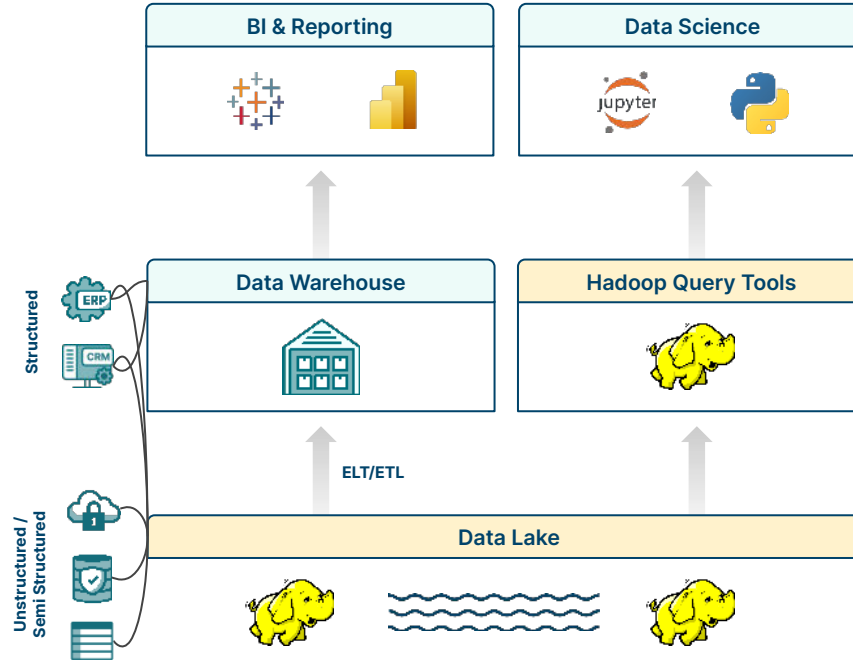 BI & Reporting
Data Science
jupyter
Structured
ERP
CRM
Data Warehouse
Hadoop Query Tools
ELT/ETL
Unstructured /
Semi Structured
1
Data Lake